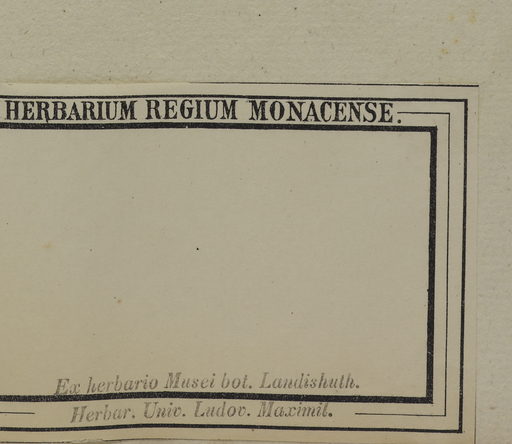 HERBARIUM REGIUM MONACENSE.
Ex herbario Musei bot. Landishuth.
Herbar. Univ. Ludov. Maximil.